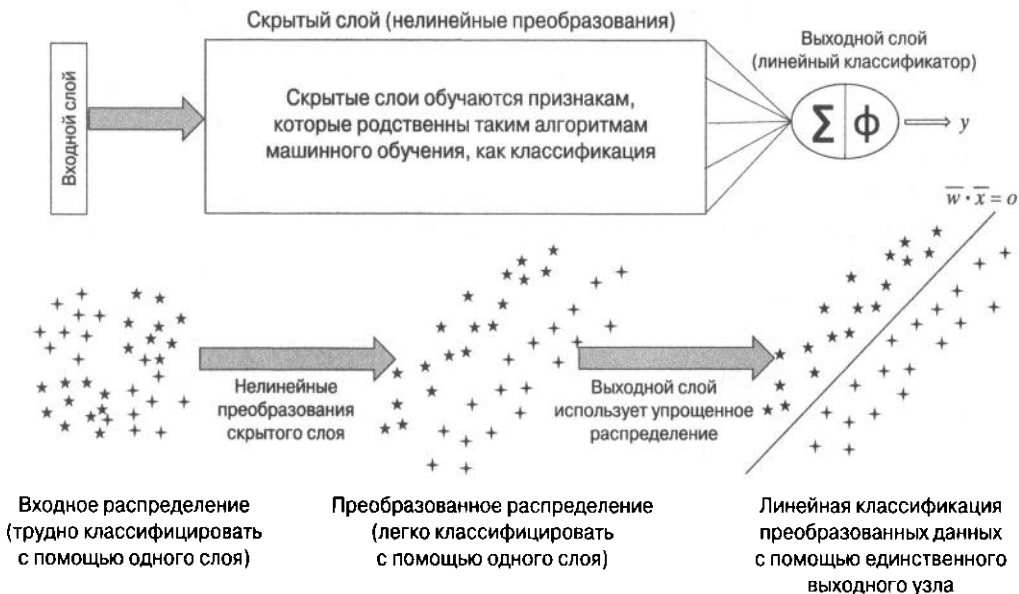 Скрытый слой (нелинейные преобразования)
Выходной слой
(линейный классификатор)
Входной слой
Скрытые слои обучаются признакам,
которые родственны таким алгоритмам
машинного обучения, как классификация
Σ ф
y
w · x = o
Нелинейные
преобразования
скрытого слоя
Выходной слой
использует упрощенное
распределение
Входное распределение
(трудно классифицировать
с помощью одного слоя)
Преобразованное распределение
(легко классифицировать
с помощью одного слоя)
Линейная классификация
преобразованных данных
с помощью единственного
выходного узла